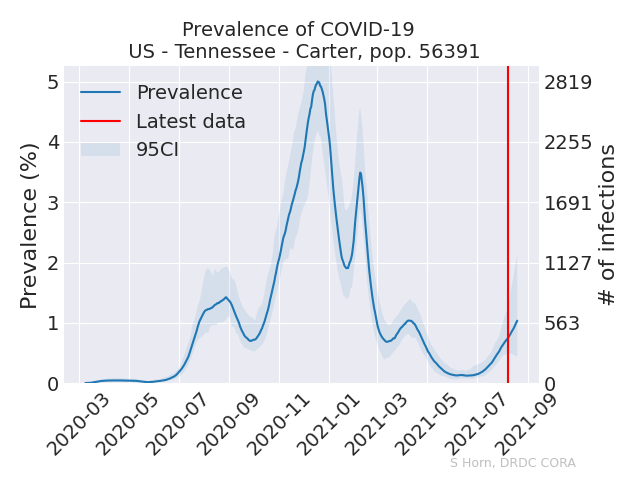 Prevalence of COVID-19
US - Tennessee - Carter, pop. 56391
Prevalence
Latest data
95CI
Prevalence (%)
5
4
3
2
1
0
2819
2255
1691
1127
563
0
# of infections
2020-03
2020-05
2020-07
2020-09
2020-11
2021-01
2021-03
2021-05
2021-07
2021-09
S Horn, DRDC CORA